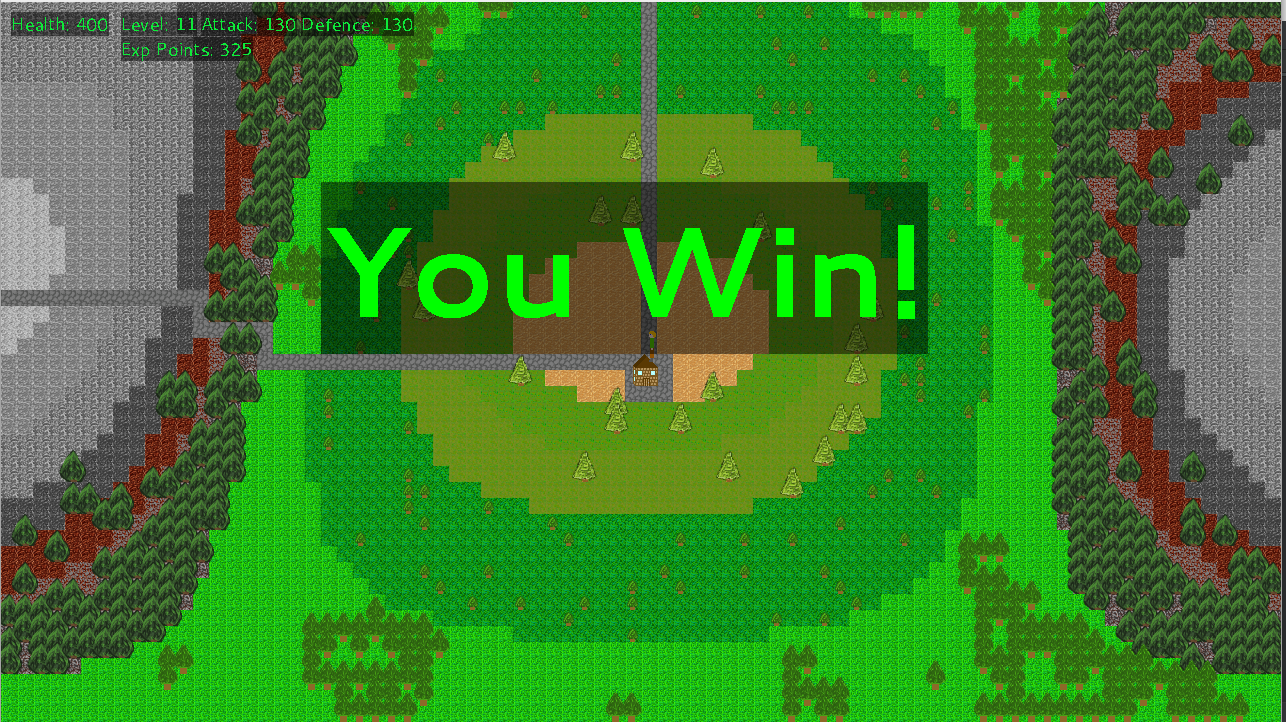 Health: 400 Level: 11 Attack: 130 Defence: 130
Exp Points: 325
You Win!